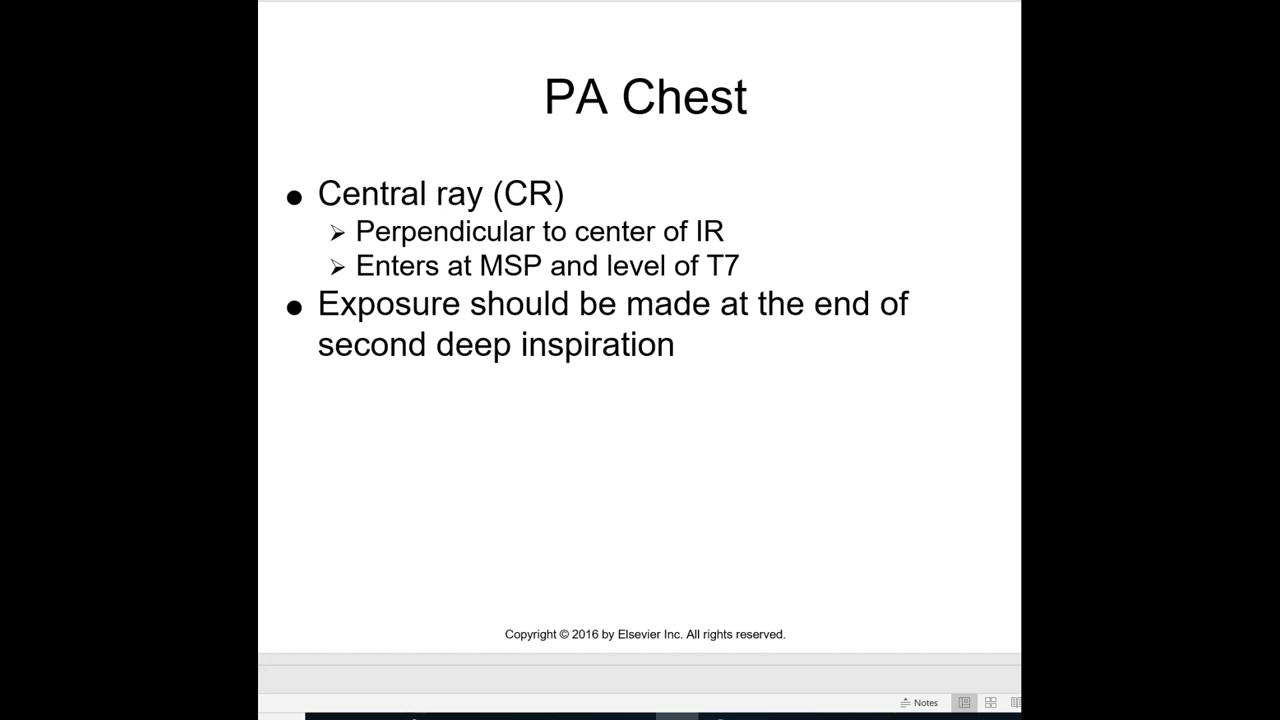 PA Chest
● Central ray (CR)
➢ Perpendicular to center of IR
➢ Enters at MSP and level of T7
● Exposure should be made at the end of
second deep inspiration
Copyright © 2016 by Elsevier Inc. All rights reserved.
Notes